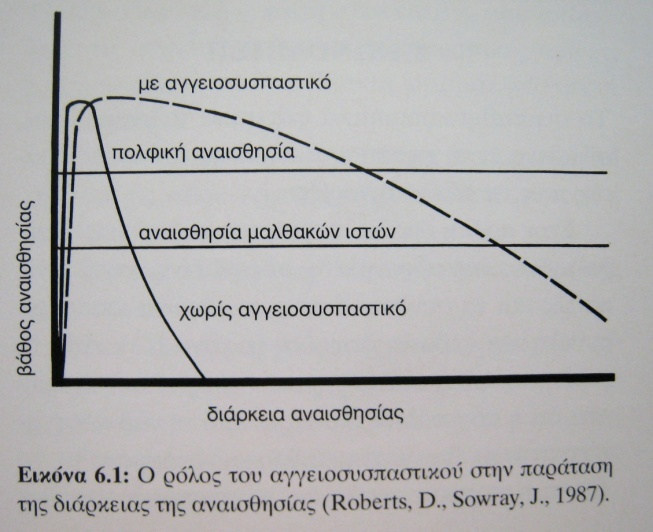 με αγγειοσυσπαστικό
πολφική αναισθησία
αναισθησία μαλθακών ιστών
χωρίς αγγειοσυσπαστικό
βάθος αναισθησίας
διάρκεια αναισθησίας
Εικόνα 6.1: Ο ρόλος του αγγειοσυσπαστικού στην παράταση
της διάρκειας της αναισθησίας (Roberts, D., Sowray, J., 1987).